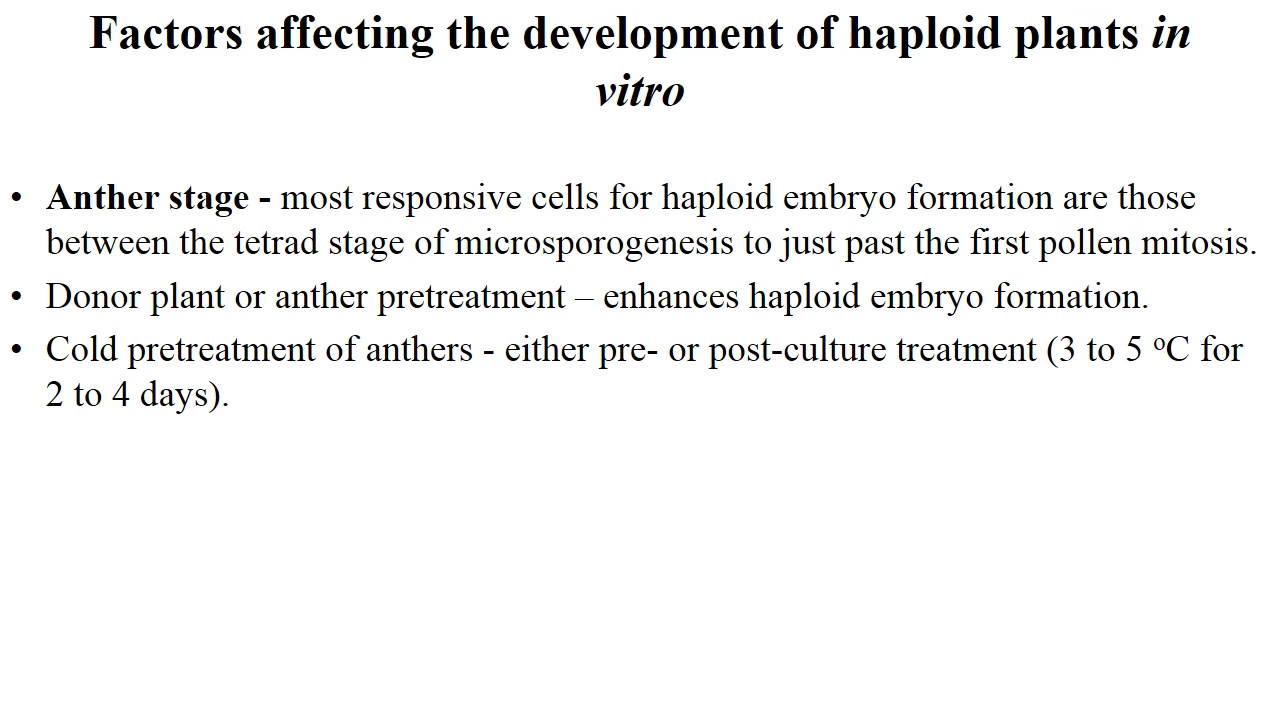 Factors affecting the development of haploid plants in
vitro
• Anther stage - most responsive cells for haploid embryo formation are those
between the tetrad stage of microsporogenesis to just past the first pollen mitosis.
• Donor plant or anther pretreatment – enhances haploid embryo formation.
• Cold pretreatment of anthers - either pre- or post-culture treatment (3 to 5 ºC for
2 to 4 days).